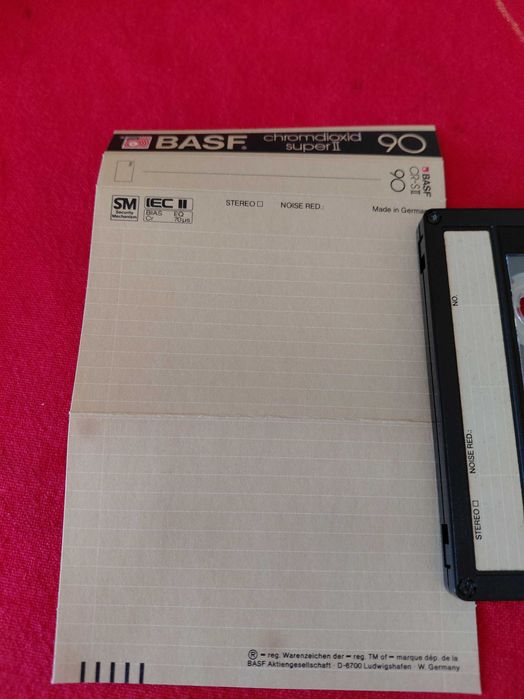 BASF® chromdioxid super II 90
BASF
CR-S II
90
SM
Security
Mechanism
IEC II
BIAS EQ
Cr 70µs
STEREO □ NOISE RED.:
Made in German
NO.
STEREO □ NOISE RED.:
® = reg. Warenzeichen der = reg. TM of = marque dép. de la
BASF Aktiengesellschaft · D-6700 Ludwigshafen · W. Germany